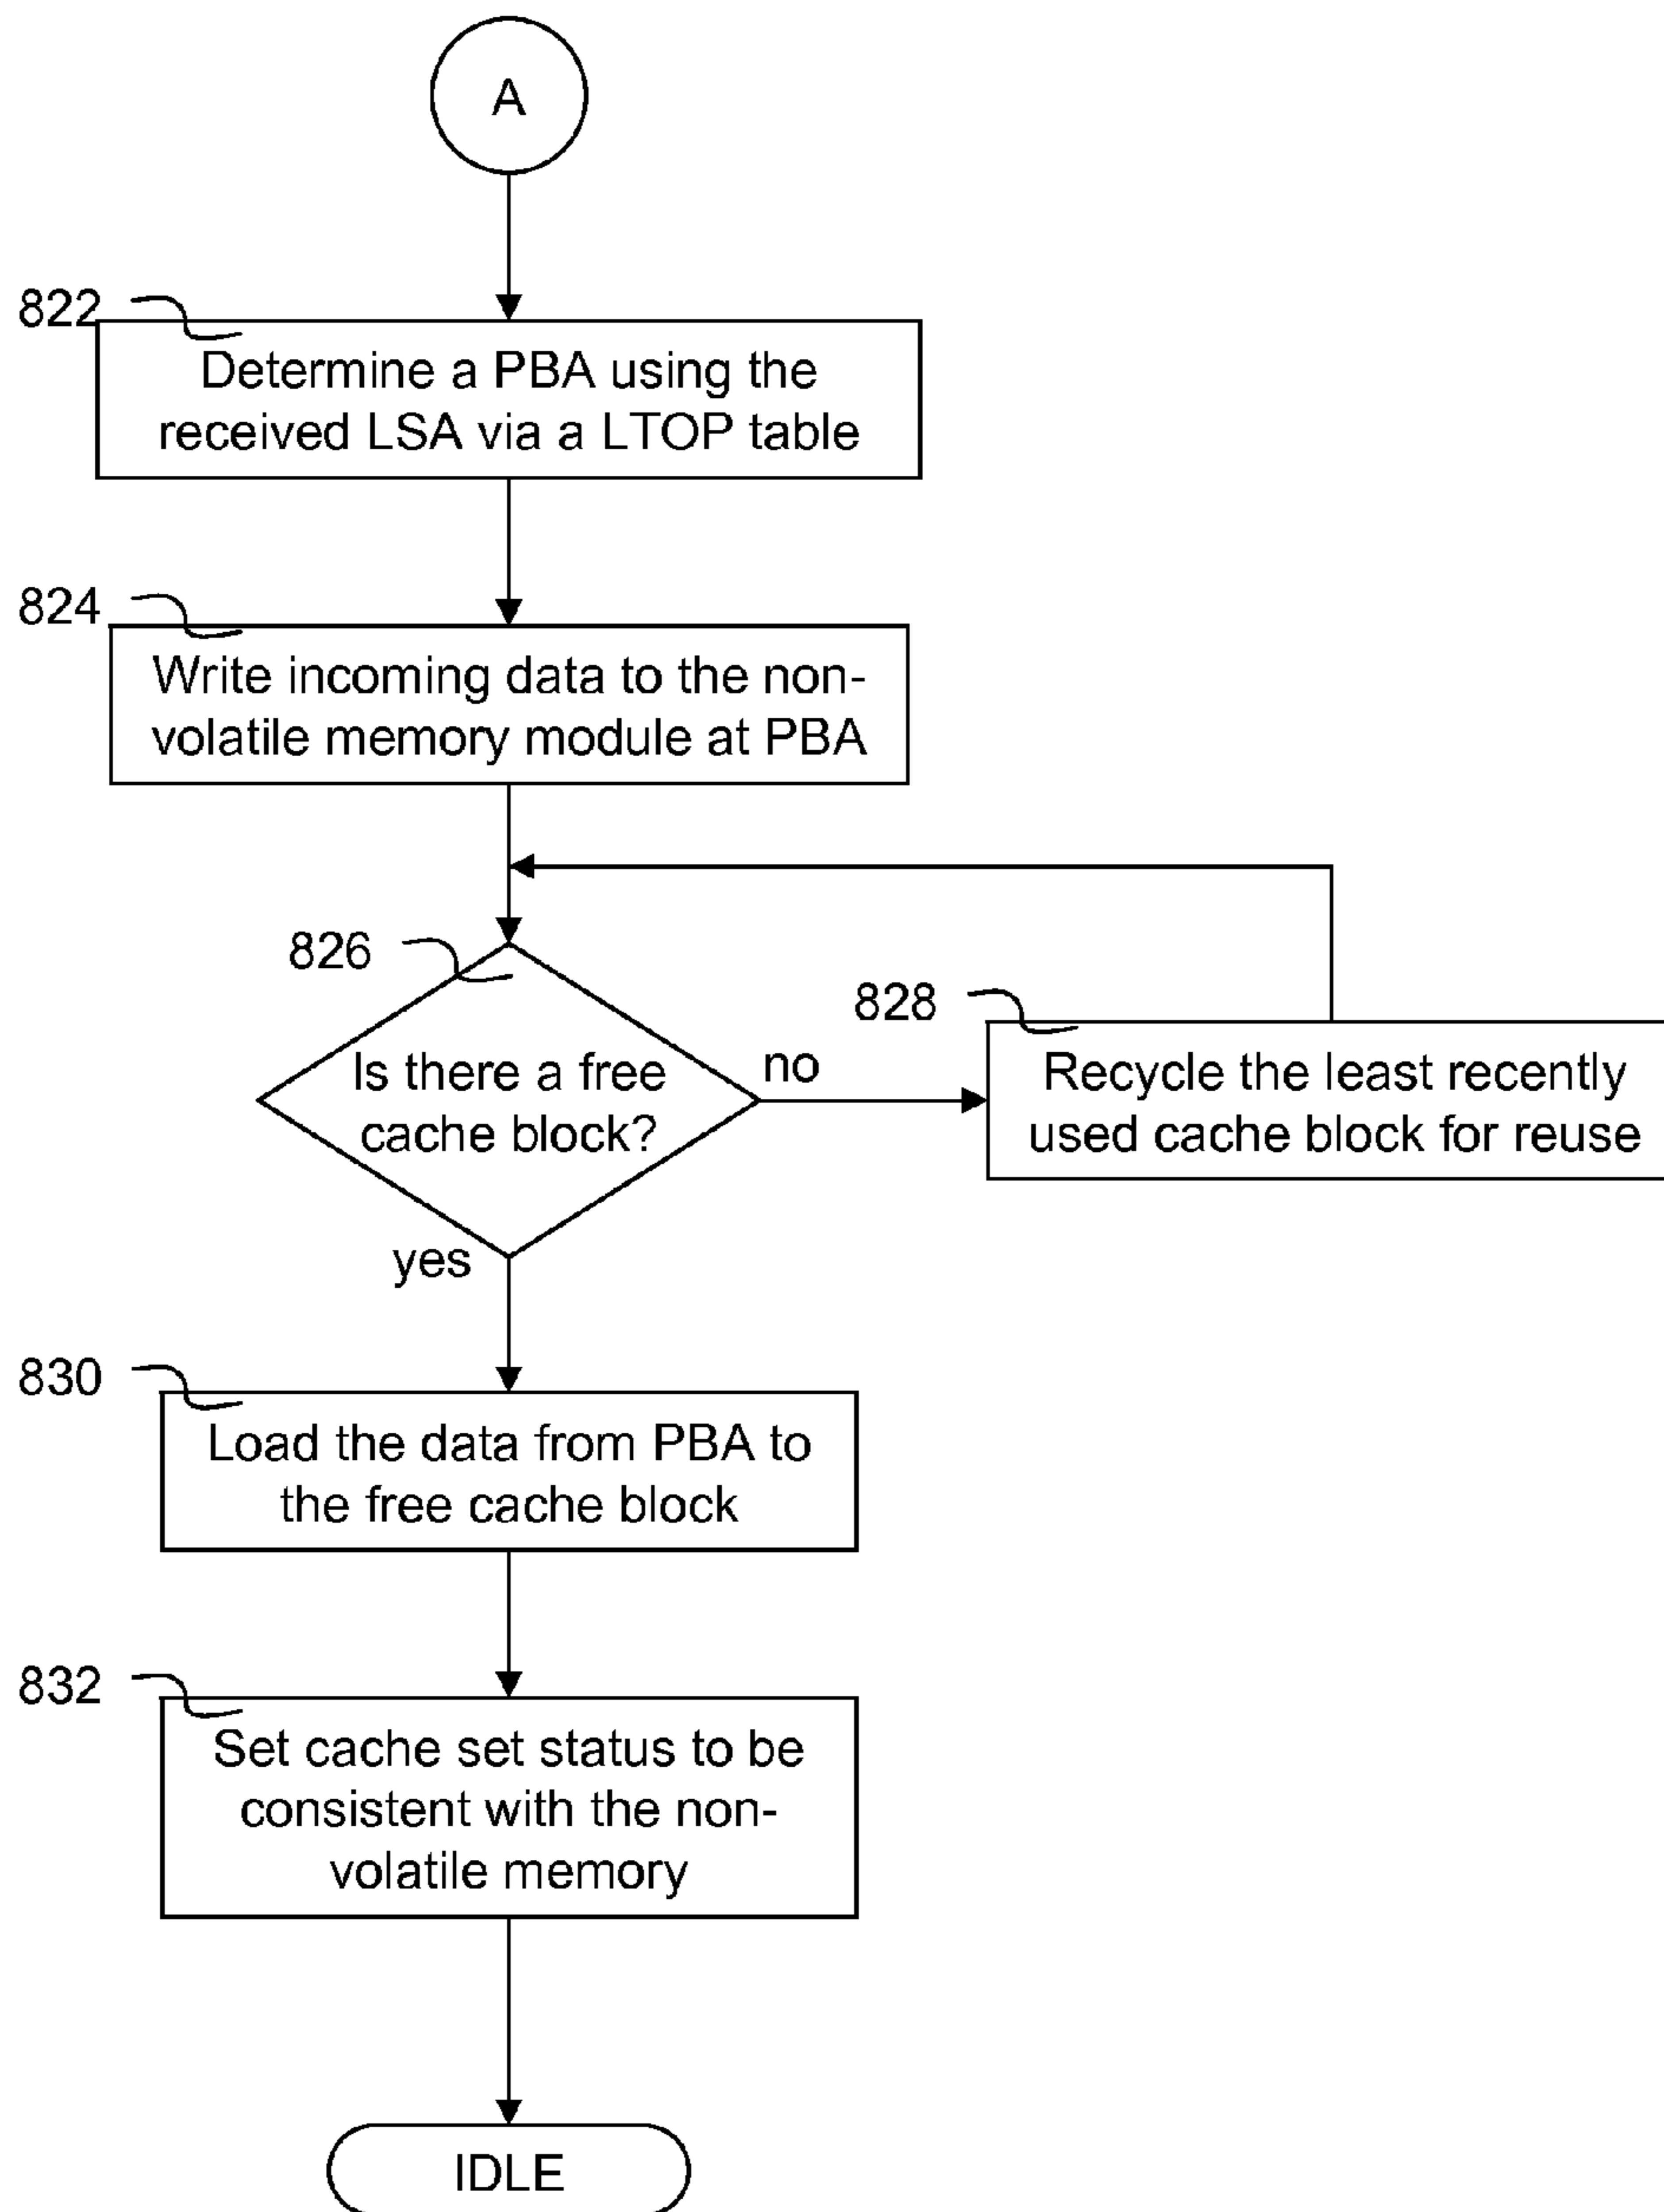 A
822
Determine a PBA using the
received LSA via a LTOP table
824
Write incoming data to the non-
volatile memory module at PBA
826
Is there a free
cache block?
no
828
Recycle the least recently
used cache block for reuse
yes
830
Load the data from PBA to
the free cache block
832
Set cache set status to be
consistent with the non-
volatile memory
IDLE